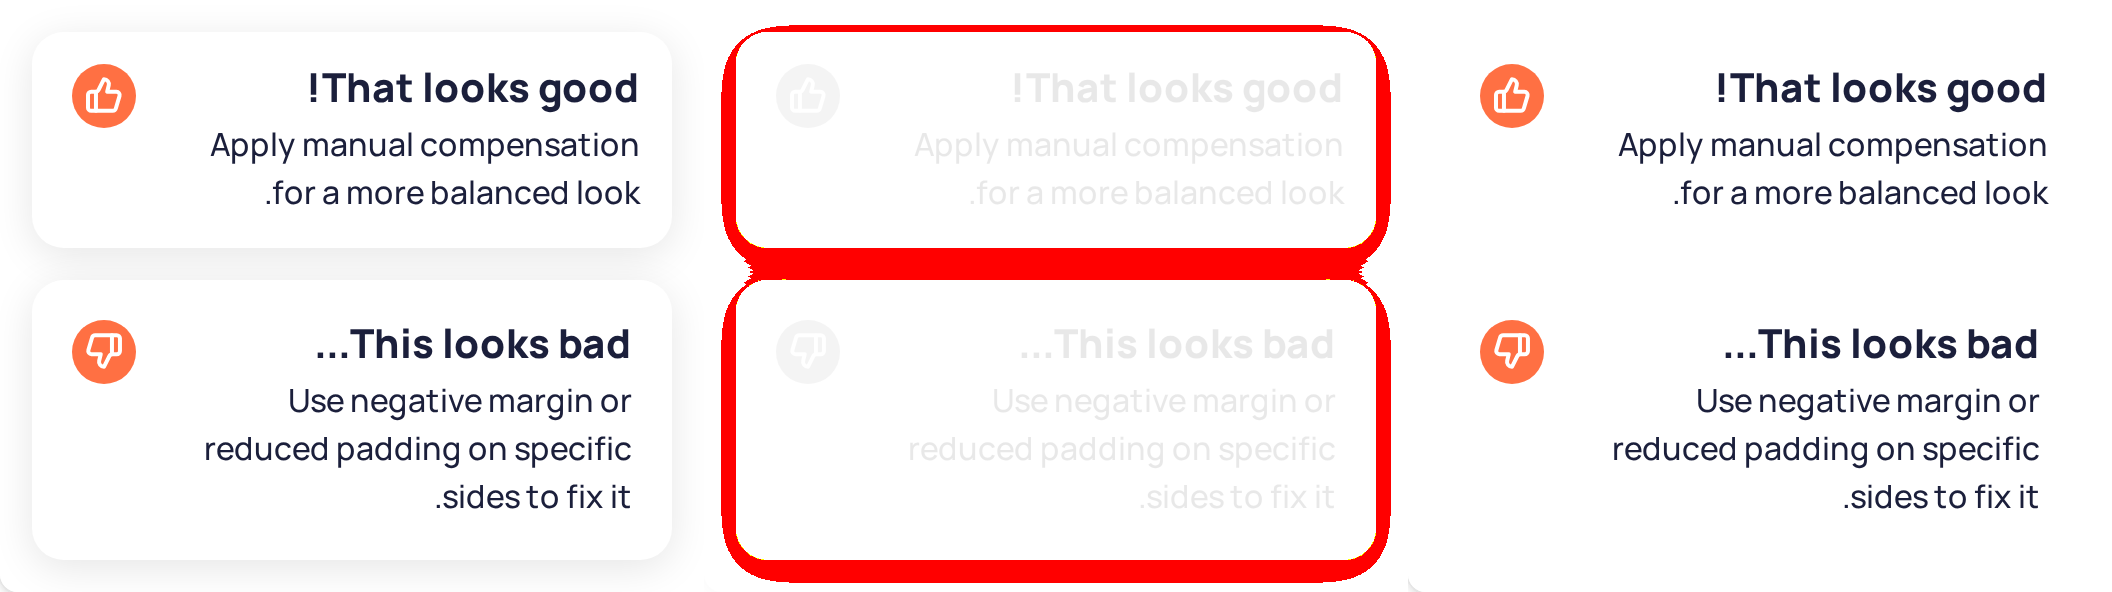 !That looks good
Apply manual compensation
.for a more balanced look
...This looks bad
Use negative margin or
reduced padding on specific
.sides to fix it
!That looks good
Apply manual compensation
.for a more balanced look
...This looks bad
Use negative margin or
reduced padding on specific
.sides to fix it
!That looks good
Apply manual compensation
.for a more balanced look
...This looks bad
Use negative margin or
reduced padding on specific
.sides to fix it